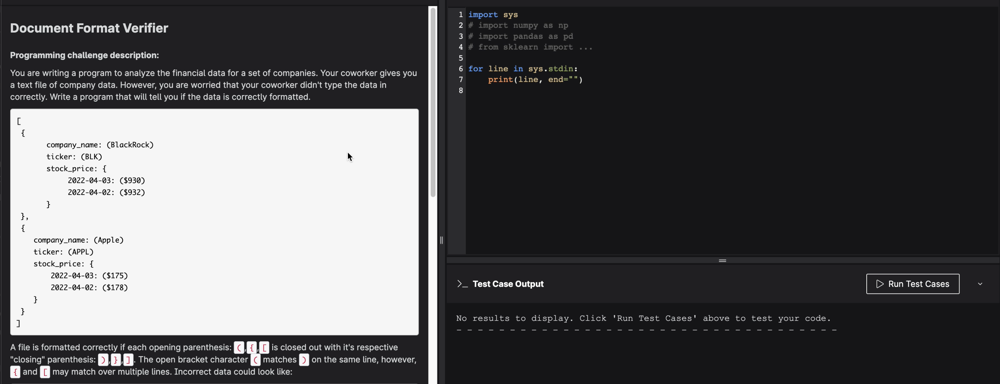 Document Format Verifier
Programming challenge description:
You are writing a program to analyze the financial data for a set of companies. Your coworker gives you
a text file of company data. However, you are worried that your coworker didn't type the data in
correctly. Write a program that will tell you if the data is correctly formatted.
[
{
company_name: (BlackRock)
ticker: (BLK)
stock_price: {
2022-04-03: ($930)
2022-04-02: ($932)
}
},
{
company_name: (Apple)
ticker: (APPL)
stock_price: {
2022-04-03: ($175)
2022-04-02: ($178)
}
}
]
A file is formatted correctly if each opening parenthesis: (,{,[ is closed out with it's respective
"closing" parenthesis: ),},]. The open bracket character ( matches ) on the same line, however,
{ and [ may match over multiple lines. Incorrect data could look like:
1 import sys
2 # import numpy as np
3 # import pandas as pd
4 # from sklearn import ...
5
6 for line in sys.stdin:
7 print(line, end="")
8
>_ Test Case Output
Run Test Cases
No results to display. Click 'Run Test Cases' above to test your code.
- - - - - - - - - - - - - - - - - - - - - - - - - - - - - - - - - - -